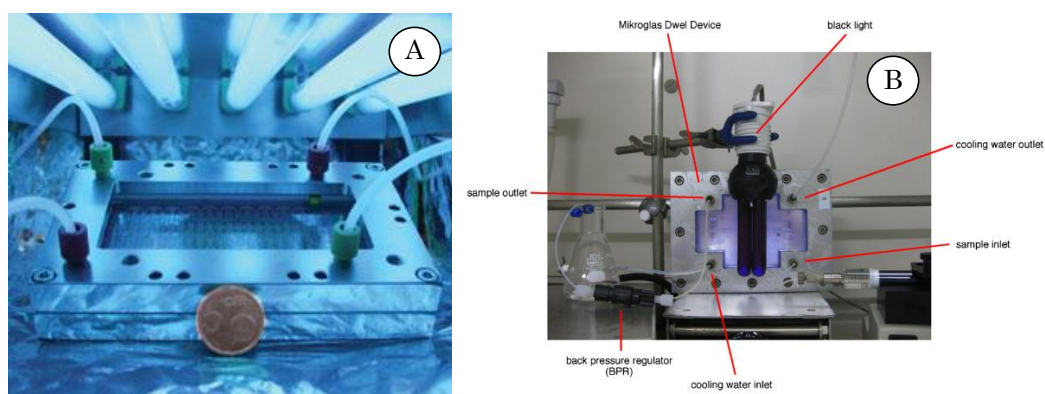 A
Mikroglas Dwel Device
black light
B
cooling water outlet
sample outlet
sample inlet
back pressure regulator
(BPR)
cooling water inlet